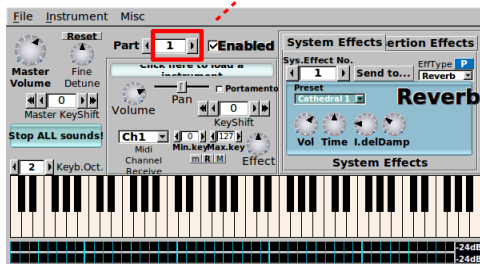 File Instrument Misc
Reset
Master Volume
Fine Detune
0
Master KeyShift
Stop ALL sounds!
2 Keyb.Oct.
Part 1 Enabled
Click here to load a
instrument
Volume
Pan
Portamento
0
KeyShift
Ch1
Midi Channel Receive
0 127
Min.key Max.key
m R M
Effect
System Effects ertion Effects
Sys.Effect No.
1 Send to...
EffType P
Reverb
Preset
Cathedral 1
Reverb
Vol Time I.del Damp
System Effects
-24dB
-24dB